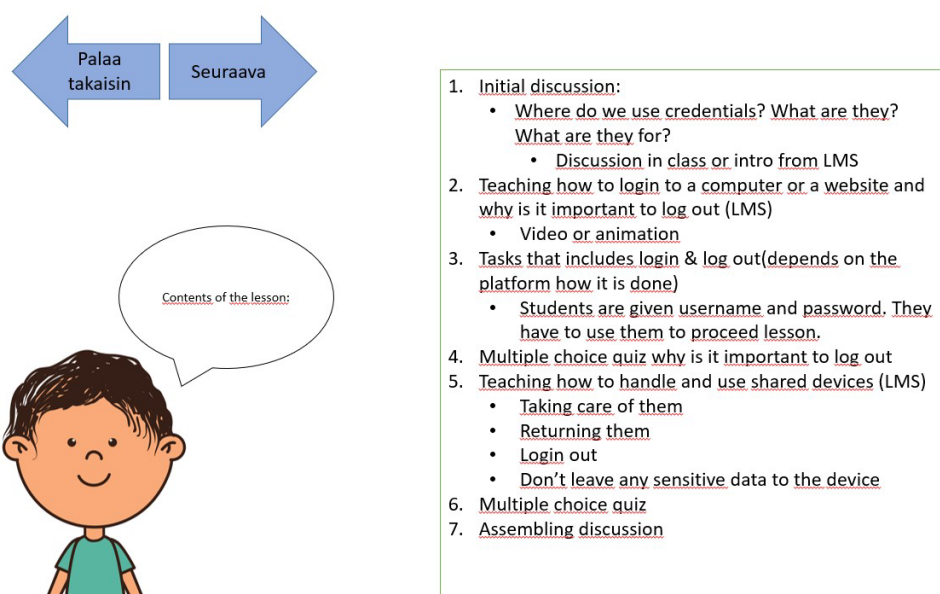 Palaa
takaisin
Seuraava
Contents of the lesson:
1. Initial discussion:
• Where do we use credentials? What are they?
What are they for?
• Discussion in class or intro from LMS
2. Teaching how to login to a computer or a website and
why is it important to log out (LMS)
• Video or animation
3. Tasks that includes login & log out(depends on the
platform how it is done)
• Students are given username and password. They
have to use them to proceed lesson.
4. Multiple choice quiz why is it important to log out
5. Teaching how to handle and use shared devices (LMS)
• Taking care of them
• Returning them
• Login out
• Don't leave any sensitive data to the device
6. Multiple choice quiz
7. Assembling discussion